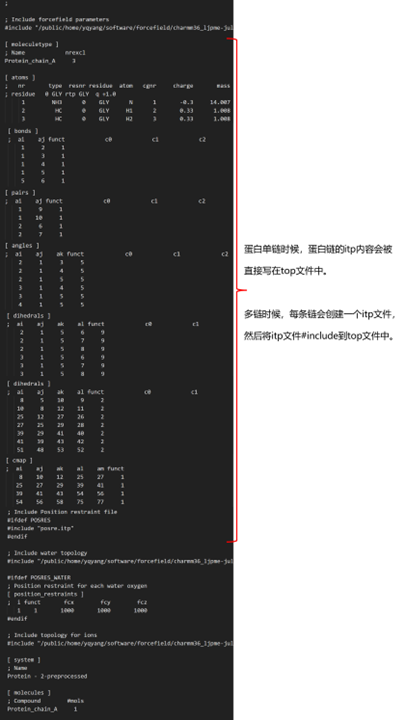 ;
; Include forcefield parameters
#include "/public/home/yqyang/software/forcefield/charmm36_ljpme-jul
[ moleculetype ]
; Name nrexcl
Protein_chain_A 3
[ atoms ]
; nr type resnr residue atom cgnr charge mass
; residue 0 GLY rtp GLY q +1.0
1 NH3 0 GLY N 1 -0.3 14.007
2 HC 0 GLY H1 2 0.33 1.008
3 HC 0 GLY H2 3 0.33 1.008
[ bonds ]
; ai aj funct c0 c1 c2
1 2 1
1 3 1
1 4 1
1 5 1
5 6 1
[ pairs ]
; ai aj funct c0 c1 c2
1 9 1
1 10 1
2 6 1
2 7 1
[ angles ]
; ai aj ak funct c0 c1 c2
2 1 3 5
2 1 4 5
2 1 5 5
3 1 4 5
3 1 5 5
4 1 5 5
[ dihedrals ]
; ai aj ak al funct c0 c1
2 1 5 6 9
2 1 5 7 9
2 1 5 8 9
3 1 5 6 9
3 1 5 7 9
3 1 5 8 9
[ dihedrals ]
; ai aj ak al funct c0 c1
8 5 10 9 2
10 8 12 11 2
25 12 27 26 2
27 25 29 28 2
39 29 41 40 2
41 39 43 42 2
51 48 53 52 2
[ cmap ]
; ai aj ak al am funct
8 10 12 25 27 1
25 27 29 39 41 1
39 41 43 54 56 1
54 56 58 75 77 1
; Include Position restraint file
#ifdef POSRES
#include "posre.itp"
#endif
; Include water topology
#include "/public/home/yqyang/software/forcefield/charmm36_ljpme-jul
#ifdef POSRES_WATER
; Position restraint for each water oxygen
[ position_restraints ]
; i funct fcx fcy fcz
1 1 1000 1000 1000
#endif
; Include topology for ions
#include "/public/home/yqyang/software/forcefield/charmm36_ljpme-jul
[ system ]
; Name
Protein - 2-preprocessed
[ molecules ]
; Compound #mols
Protein_chain_A 1
蛋白单链时候，蛋白链的itp内容会被
直接写在top文件中。
多链时候，每条链会创建一个itp文件，
然后将itp文件#include到top文件中。